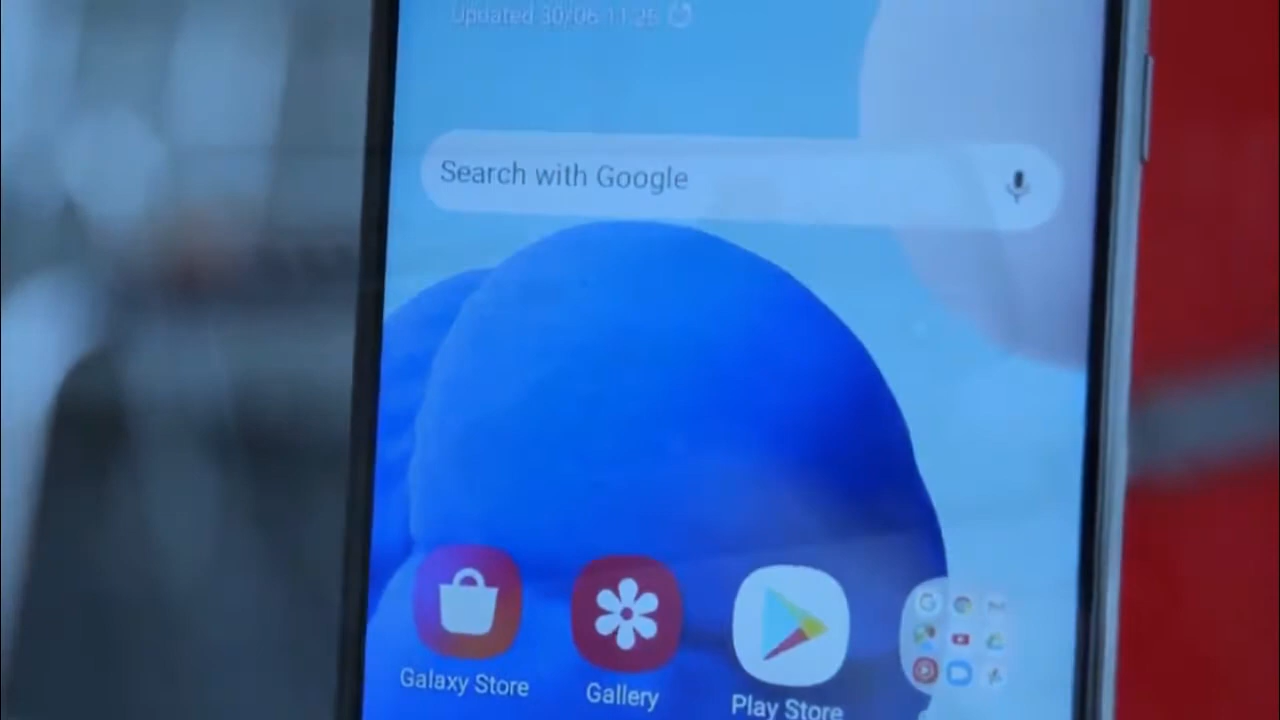 Updated 30/06 11:25
Search with Google
Galaxy Store
Gallery
Play Store